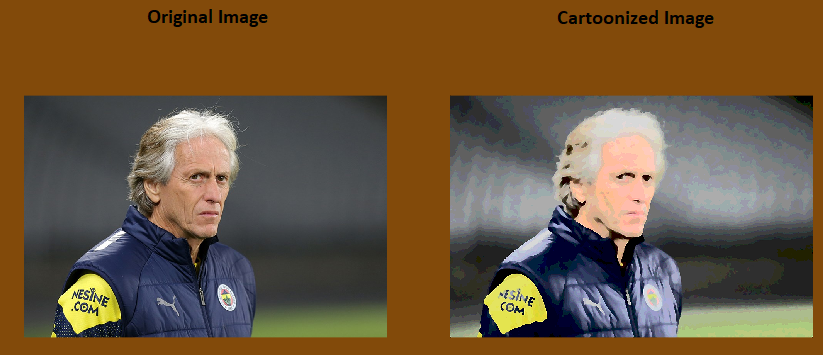 Original Image
Cartoonized Image
NESİNE
.COM
NESİNE
.COM